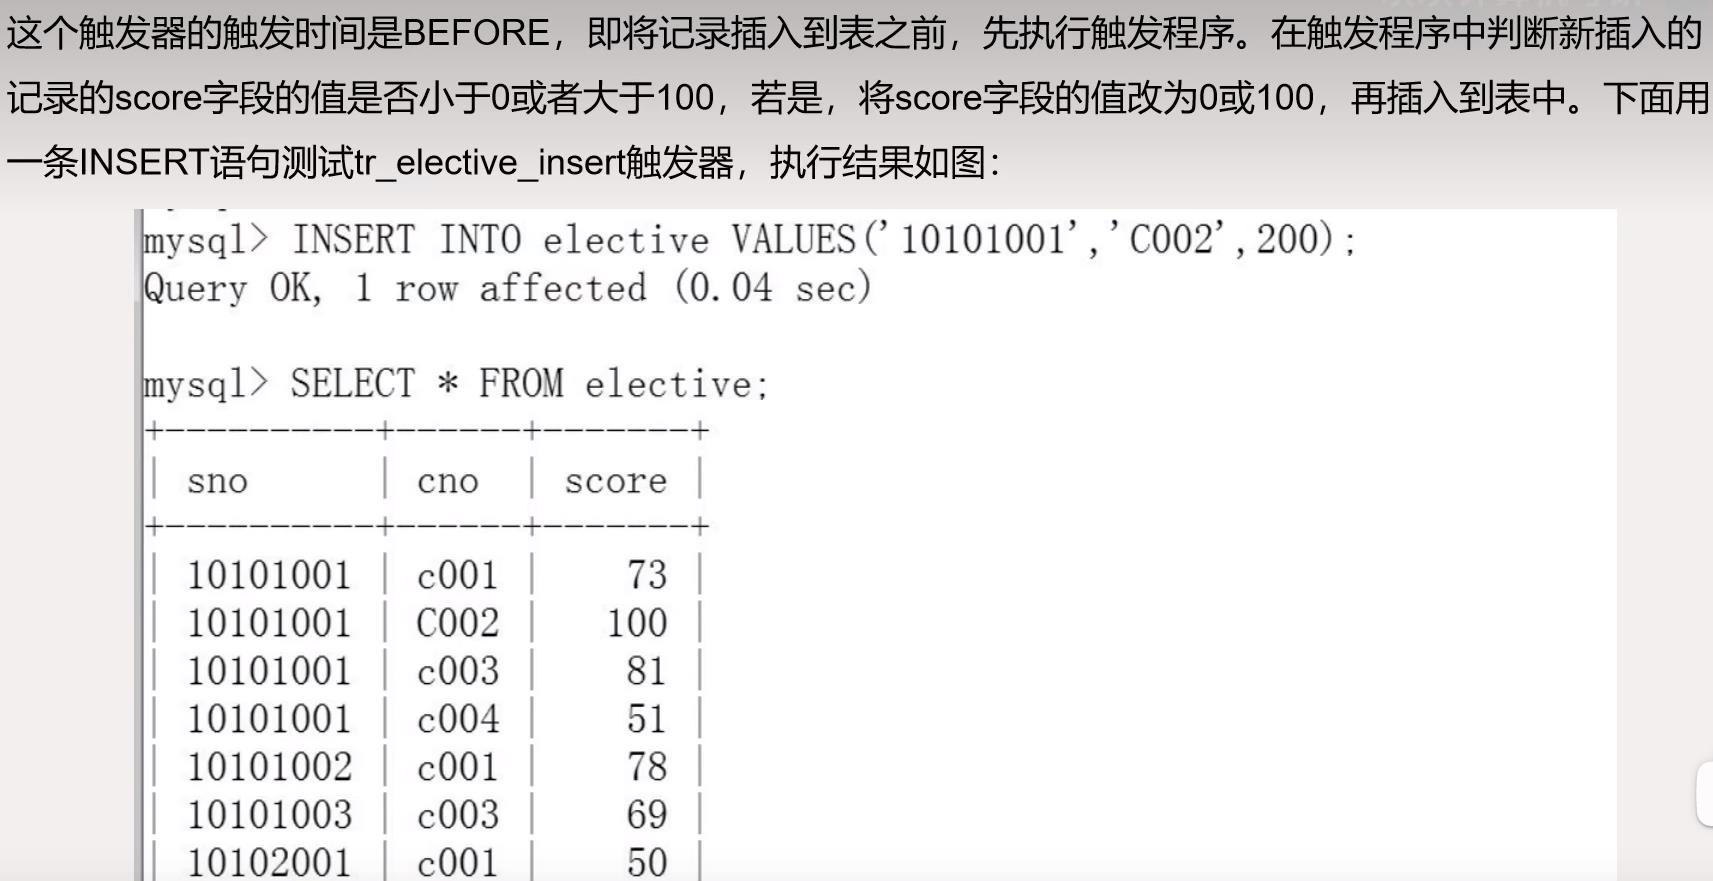 这个触发器的触发时间是BEFORE，即将记录插入到表之前，先执行触发程序。在触发程序中判断新插入的
记录的score字段的值是否小于0或者大于100，若是，将score字段的值改为0或100，再插入到表中。下面用
一条INSERT语句测试tr_elective_insert触发器，执行结果如图：
mysql> INSERT INTO elective VALUES('10101001','C002',200);
Query OK, 1 row affected (0.04 sec)
mysql> SELECT * FROM elective;
+----------+------+-------+
| sno | cno | score |
+----------+------+-------+
| 10101001 | c001 | 73 |
| 10101001 | C002 | 100 |
| 10101001 | c003 | 81 |
| 10101001 | c004 | 51 |
| 10101002 | c001 | 78 |
| 10101003 | c003 | 69 |
| 10102001 | c001 | 50 |